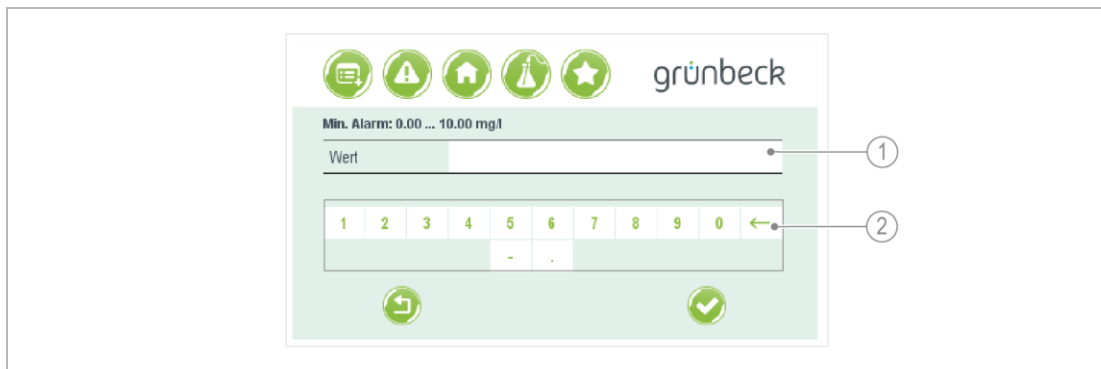 grünbeck
Min. Alarm: 0.00 ... 10.00 mg/l
Wert
1
1 2 3 4 5 6 7 8 9 0 ←
2
- .